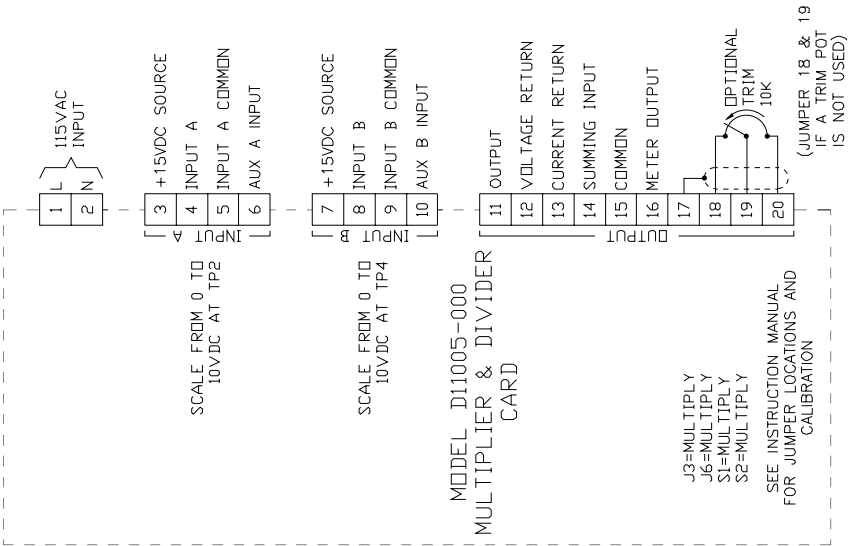 115VAC
INPUT
1 L
2 N
3 +15VDC SOURCE
4 INPUT A
5 INPUT A COMMON
6 AUX A INPUT
INPUT A
SCALE FROM 0 TO
10VDC AT TP2
7 +15VDC SOURCE
8 INPUT B
9 INPUT B COMMON
10 AUX B INPUT
INPUT B
SCALE FROM 0 TO
10VDC AT TP4
MODEL D11005-000
MULTIPLIER & DIVIDER
CARD
11 OUTPUT
12 VOLTAGE RETURN
13 CURRENT RETURN
14 SUMMING INPUT
15 COMMON
16 METER OUTPUT
17
18
19
20
OUTPUT
OPTIONAL
TRIM
10K
(JUMPER 18 & 19
IF A TRIM POT
IS NOT USED)
J3=MULTIPLY
J6=MULTIPLY
S1=MULTIPLY
S2=MULTIPLY
SEE INSTRUCTION MANUAL
FOR JUMPER LOCATIONS AND
CALIBRATION